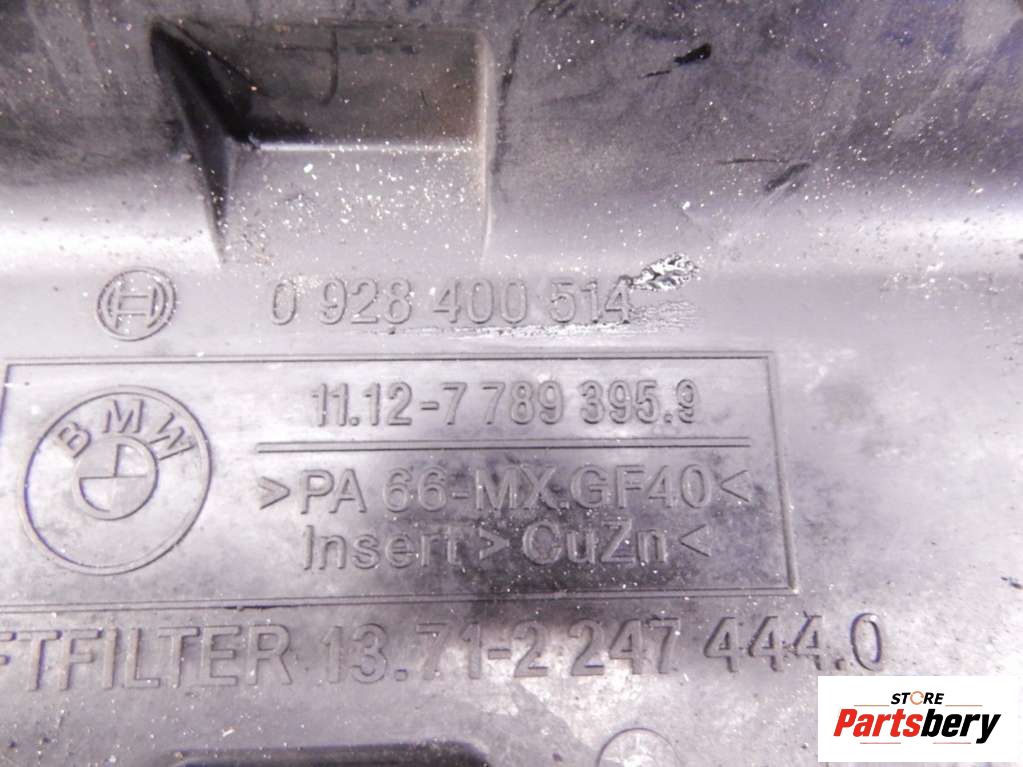 0 928 400 514
11.12-7 789 395.9
BMW
>PA 66-MX.GF40<
Insert > CuZn <
FTFILTER 13.71-2 247 444.0
STORE
Partsbery